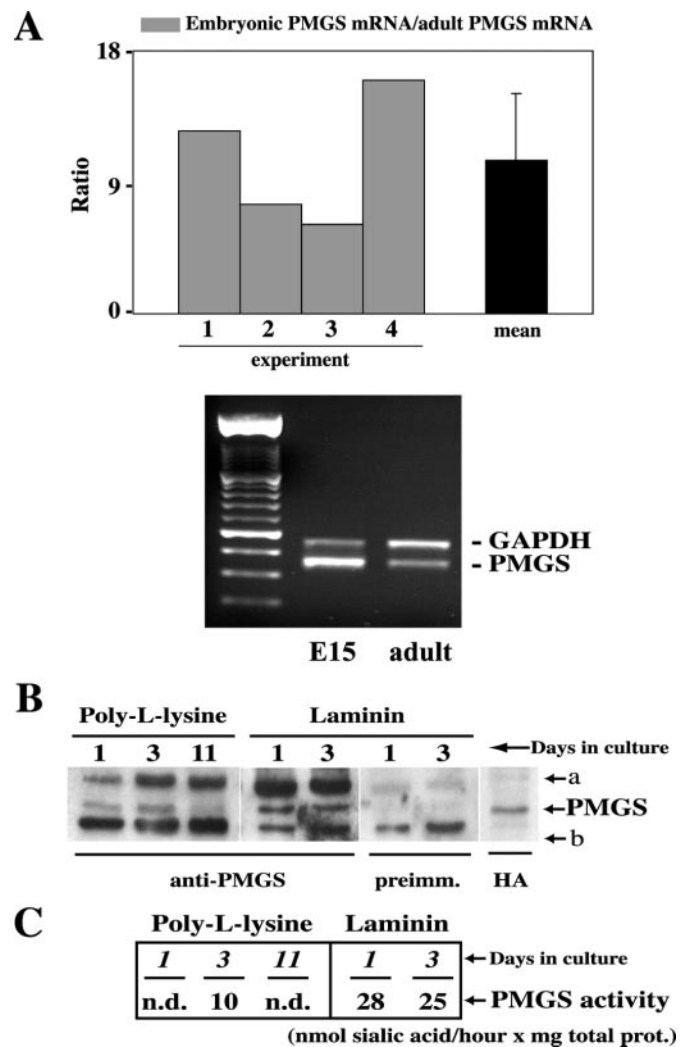 A
Embryonic PMGS mRNA/adult PMGS mRNA
18
9
0
Ratio
1 2 3 4
experiment
mean
- GAPDH
- PMGS
E15 adult
B
Poly-L-lysine Laminin
1 3 11 1 3 1 3 ←Days in culture
←a
←PMGS
←b
anti-PMGS preimm. HA
C
Poly-L-lysine Laminin
1 3 11 1 3 ←Days in culture
n.d. 10 n.d. 28 25 ←PMGS activity
(nmol sialic acid/hour x mg total prot.)